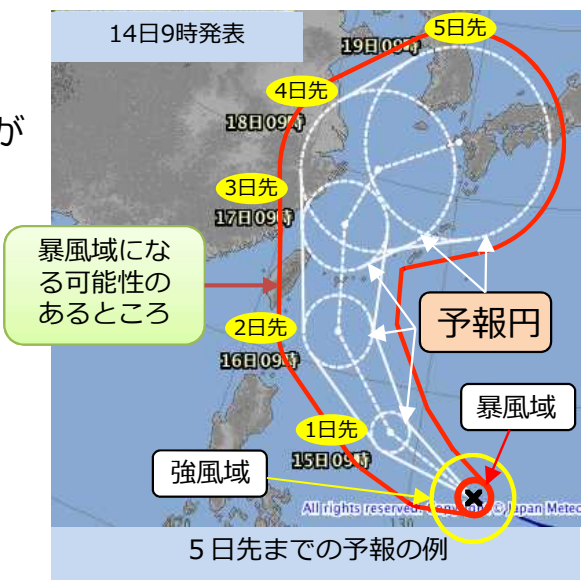 14日9時発表
5日先
19日09時
が
4日先
18日09時
3日先
17日09時
暴風域にな
る可能性の
あるところ
予報円
2日先
16日09時
暴風域
1日先
15日09時
強風域
All rights reserved.
Japan Meteo
130
５日先までの予報の例